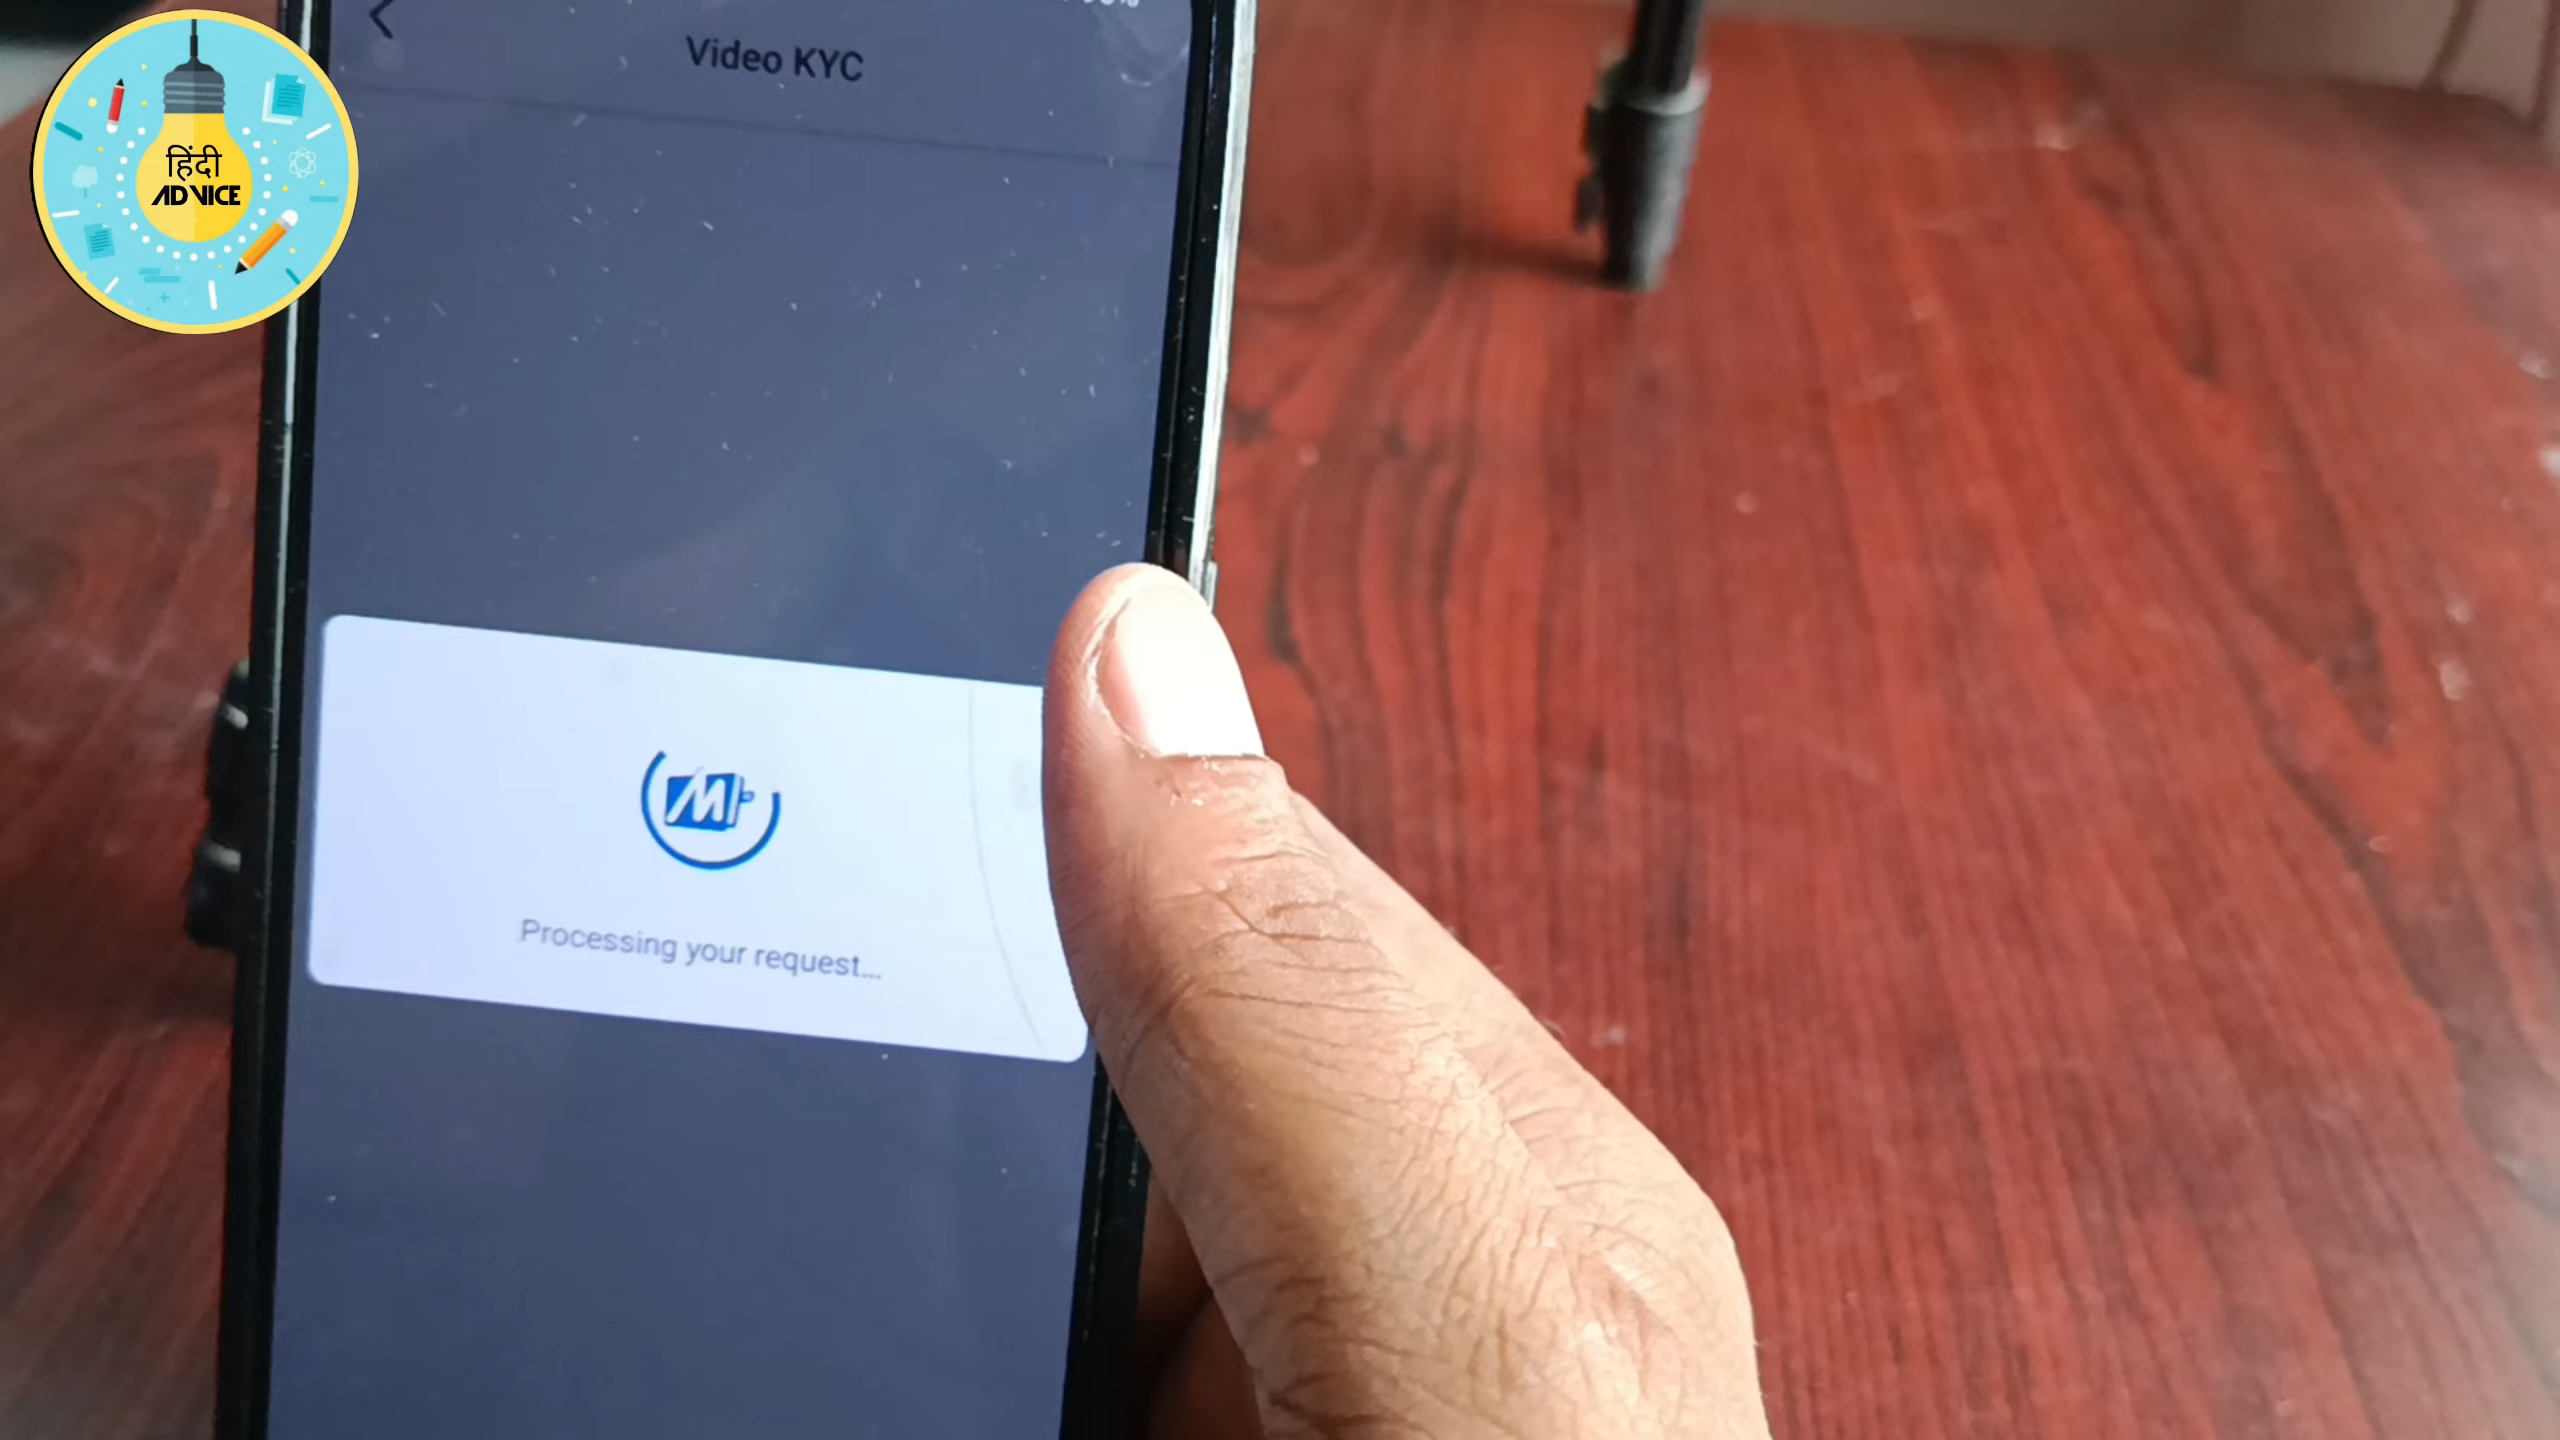 हिंदी
ADVICE
Video KYC
M
Processing your request...